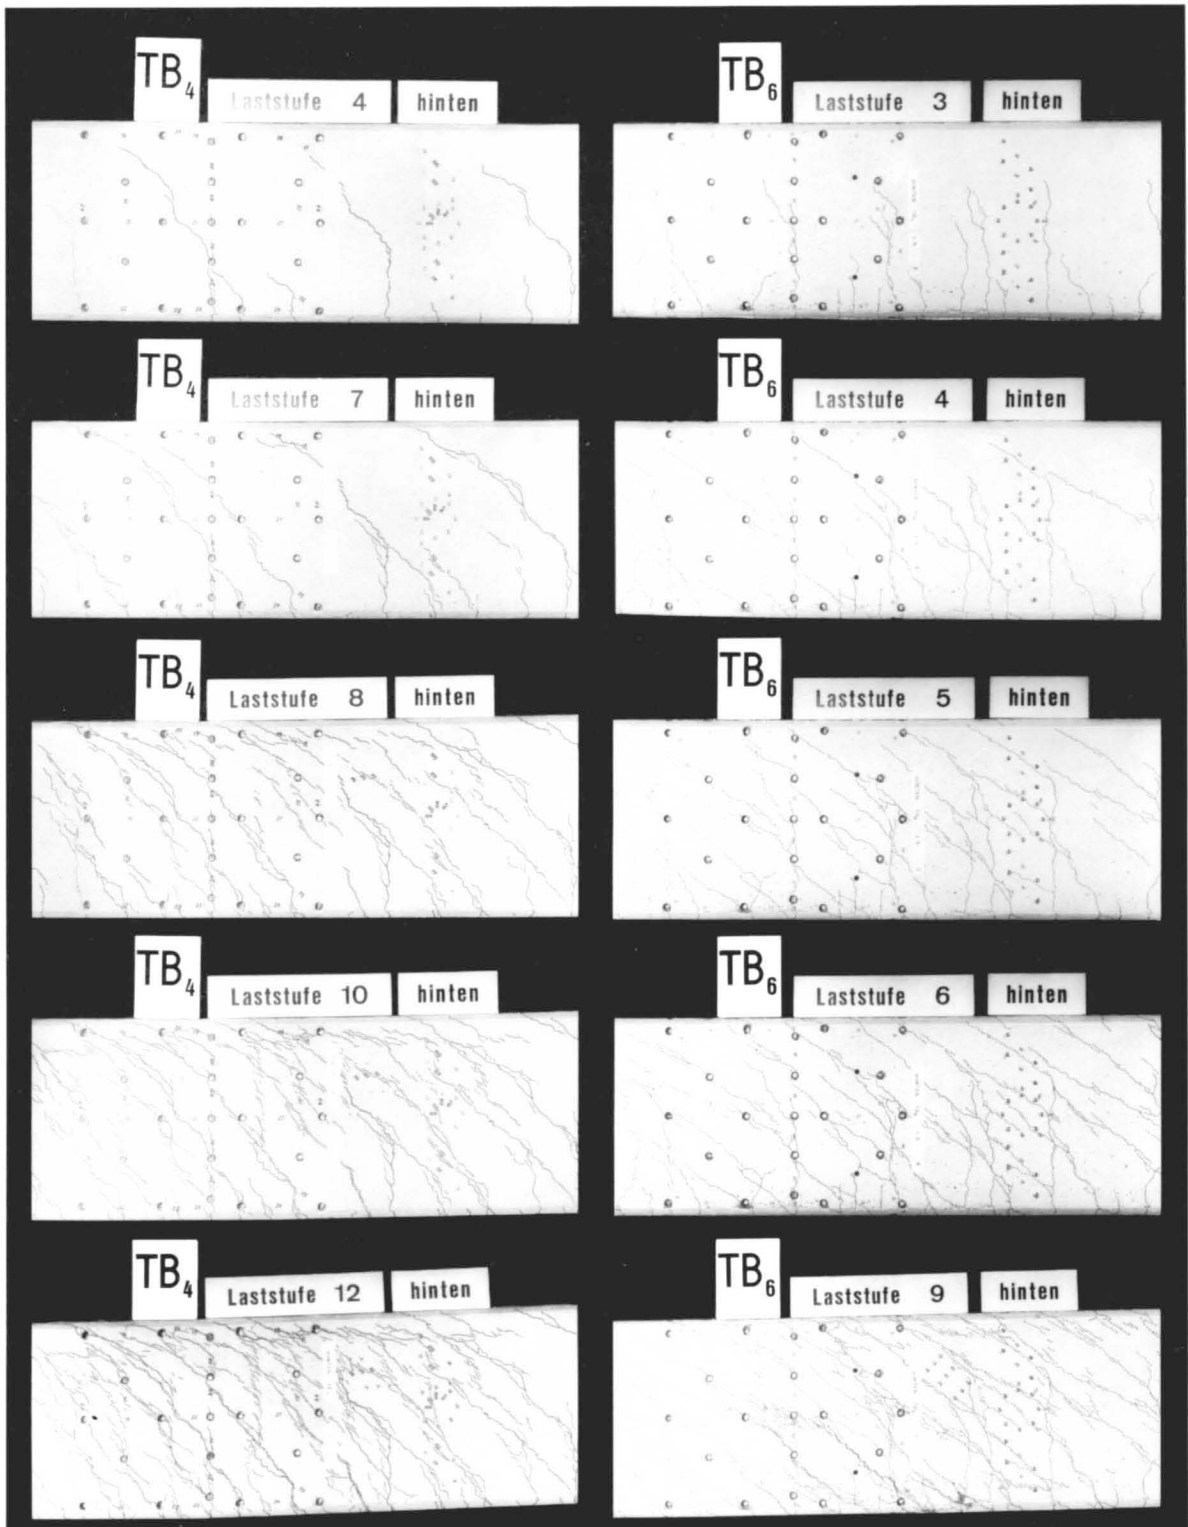 TB4 Laststufe 4 hinten
TB6 Laststufe 3 hinten
TB4 Laststufe 7 hinten
TB6 Laststufe 4 hinten
TB4 Laststufe 8 hinten
TB6 Laststufe 5 hinten
TB4 Laststufe 10 hinten
TB6 Laststufe 6 hinten
TB4 Laststufe 12 hinten
TB6 Laststufe 9 hinten